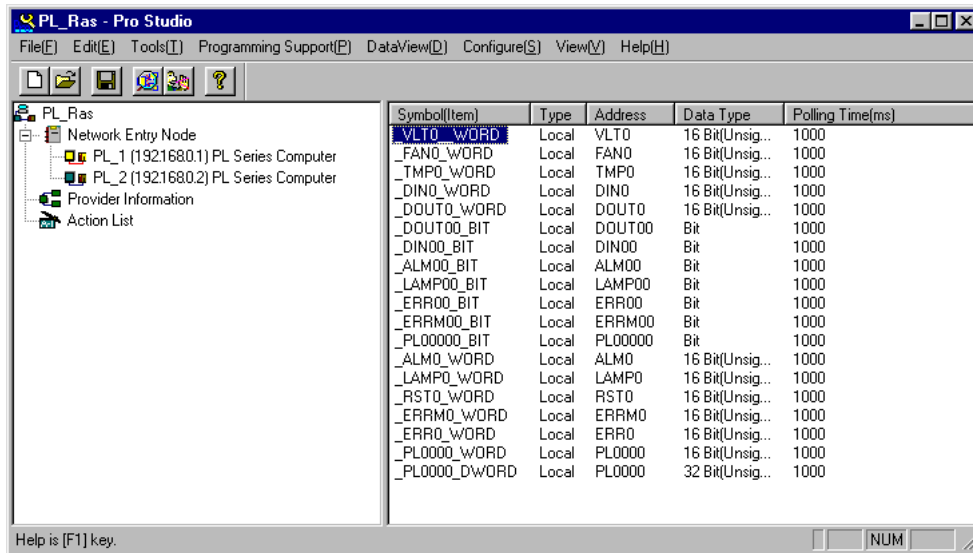 PL_Ras - Pro Studio
File(F) Edit(E) Tools(T) Programming Support(P) DataView(D) Configure(S) View(V) Help(H)
PL_Ras
Network Entry Node
PL_1 (192.168.0.1) PL Series Computer
PL_2 (192.168.0.2) PL Series Computer
Provider Information
Action List
Symbol(Item) Type Address Data Type Polling Time(ms)
_VLT0__WORD Local VLT0 16 Bit(Unsig... 1000
_FAN0_WORD Local FAN0 16 Bit(Unsig... 1000
_TMP0_WORD Local TMP0 16 Bit(Unsig... 1000
_DIN0_WORD Local DIN0 16 Bit(Unsig... 1000
_DOUT0_WORD Local DOUT0 16 Bit(Unsig... 1000
_DOUT00_BIT Local DOUT00 Bit 1000
_DIN00_BIT Local DIN00 Bit 1000
_ALM00_BIT Local ALM00 Bit 1000
_LAMP00_BIT Local LAMP00 Bit 1000
_ERR00_BIT Local ERR00 Bit 1000
_ERRM00_BIT Local ERRM00 Bit 1000
_PL00000_BIT Local PL00000 Bit 1000
_ALM0_WORD Local ALM0 16 Bit(Unsig... 1000
_LAMP0_WORD Local LAMP0 16 Bit(Unsig... 1000
_RST0_WORD Local RST0 16 Bit(Unsig... 1000
_ERRM0_WORD Local ERRM0 16 Bit(Unsig... 1000
_ERR0_WORD Local ERR0 16 Bit(Unsig... 1000
_PL0000_WORD Local PL0000 16 Bit(Unsig... 1000
_PL0000_DWORD Local PL0000 32 Bit(Unsig... 1000
Help is [F1] key. NUM